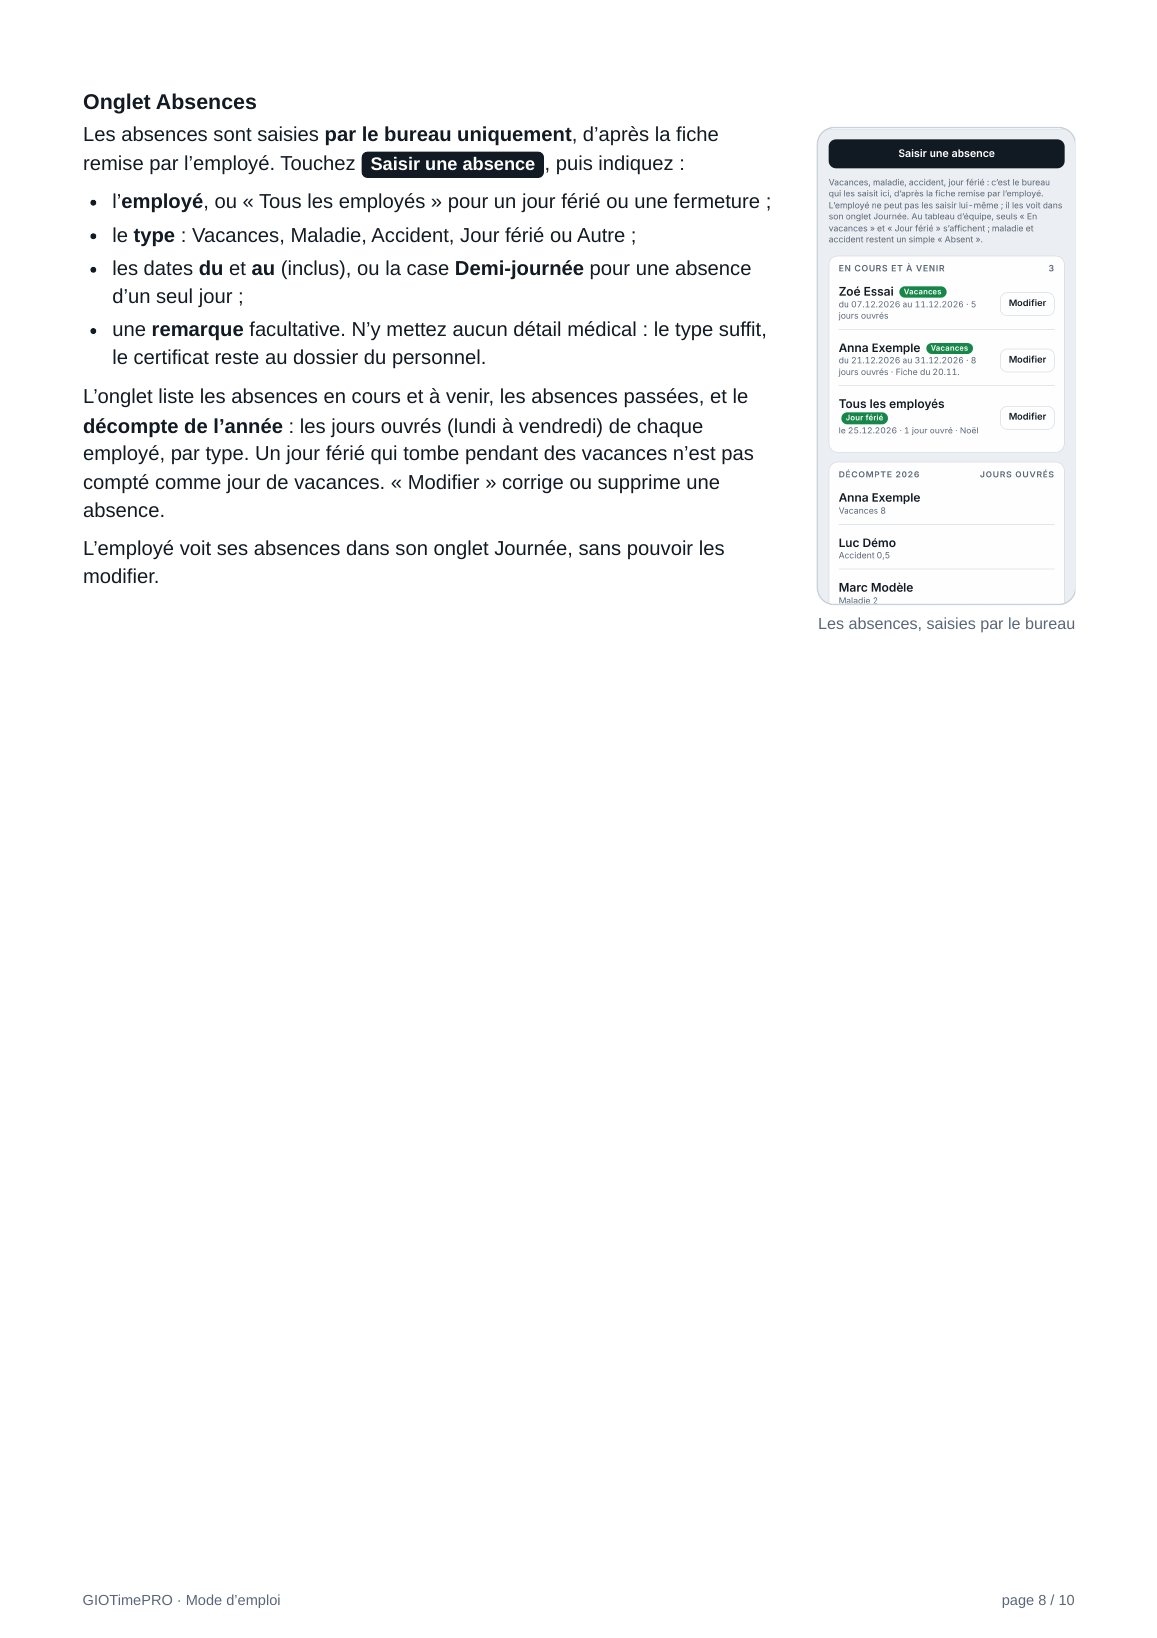 Onglet Absences
Les absences sont saisies par le bureau uniquement, d’après la fiche
remise par l’employé. Touchez Saisir une absence, puis indiquez :
• l’employé, ou « Tous les employés » pour un jour férié ou une fermeture ;
• le type : Vacances, Maladie, Accident, Jour férié ou Autre ;
• les dates du et au (inclus), ou la case Demi-journée pour une absence
d’un seul jour ;
• une remarque facultative. N’y mettez aucun détail médical : le type suffit,
le certificat reste au dossier du personnel.
L’onglet liste les absences en cours et à venir, les absences passées, et le
décompte de l’année : les jours ouvrés (lundi à vendredi) de chaque
employé, par type. Un jour férié qui tombe pendant des vacances n’est pas
compté comme jour de vacances. « Modifier » corrige ou supprime une
absence.
L’employé voit ses absences dans son onglet Journée, sans pouvoir les
modifier.
Saisir une absence
Vacances, maladie, accident, jour férié : c’est le bureau
qui les saisit ici, d’après la fiche remise par l’employé.
L’employé ne peut pas les saisir lui-même ; il les voit dans
son onglet Journée. Au tableau d’équipe, seuls « En
vacances » et « Jour férié » s’affichent ; maladie et
accident restent un simple « Absent ».
EN COURS ET À VENIR 3
Zoé Essai Vacances
du 07.12.2026 au 11.12.2026 · 5
jours ouvrés
Modifier
Anna Exemple Vacances
du 21.12.2026 au 31.12.2026 · 8
jours ouvrés · Fiche du 20.11.
Modifier
Tous les employés
Jour férié
le 25.12.2026 · 1 jour ouvré · Noël
Modifier
DÉCOMPTE 2026 JOURS OUVRÉS
Anna Exemple
Vacances 8
Luc Démo
Accident 0,5
Marc Modèle
Maladie 2
Les absences, saisies par le bureau
GIOTimePRO · Mode d’emploi page 8 / 10